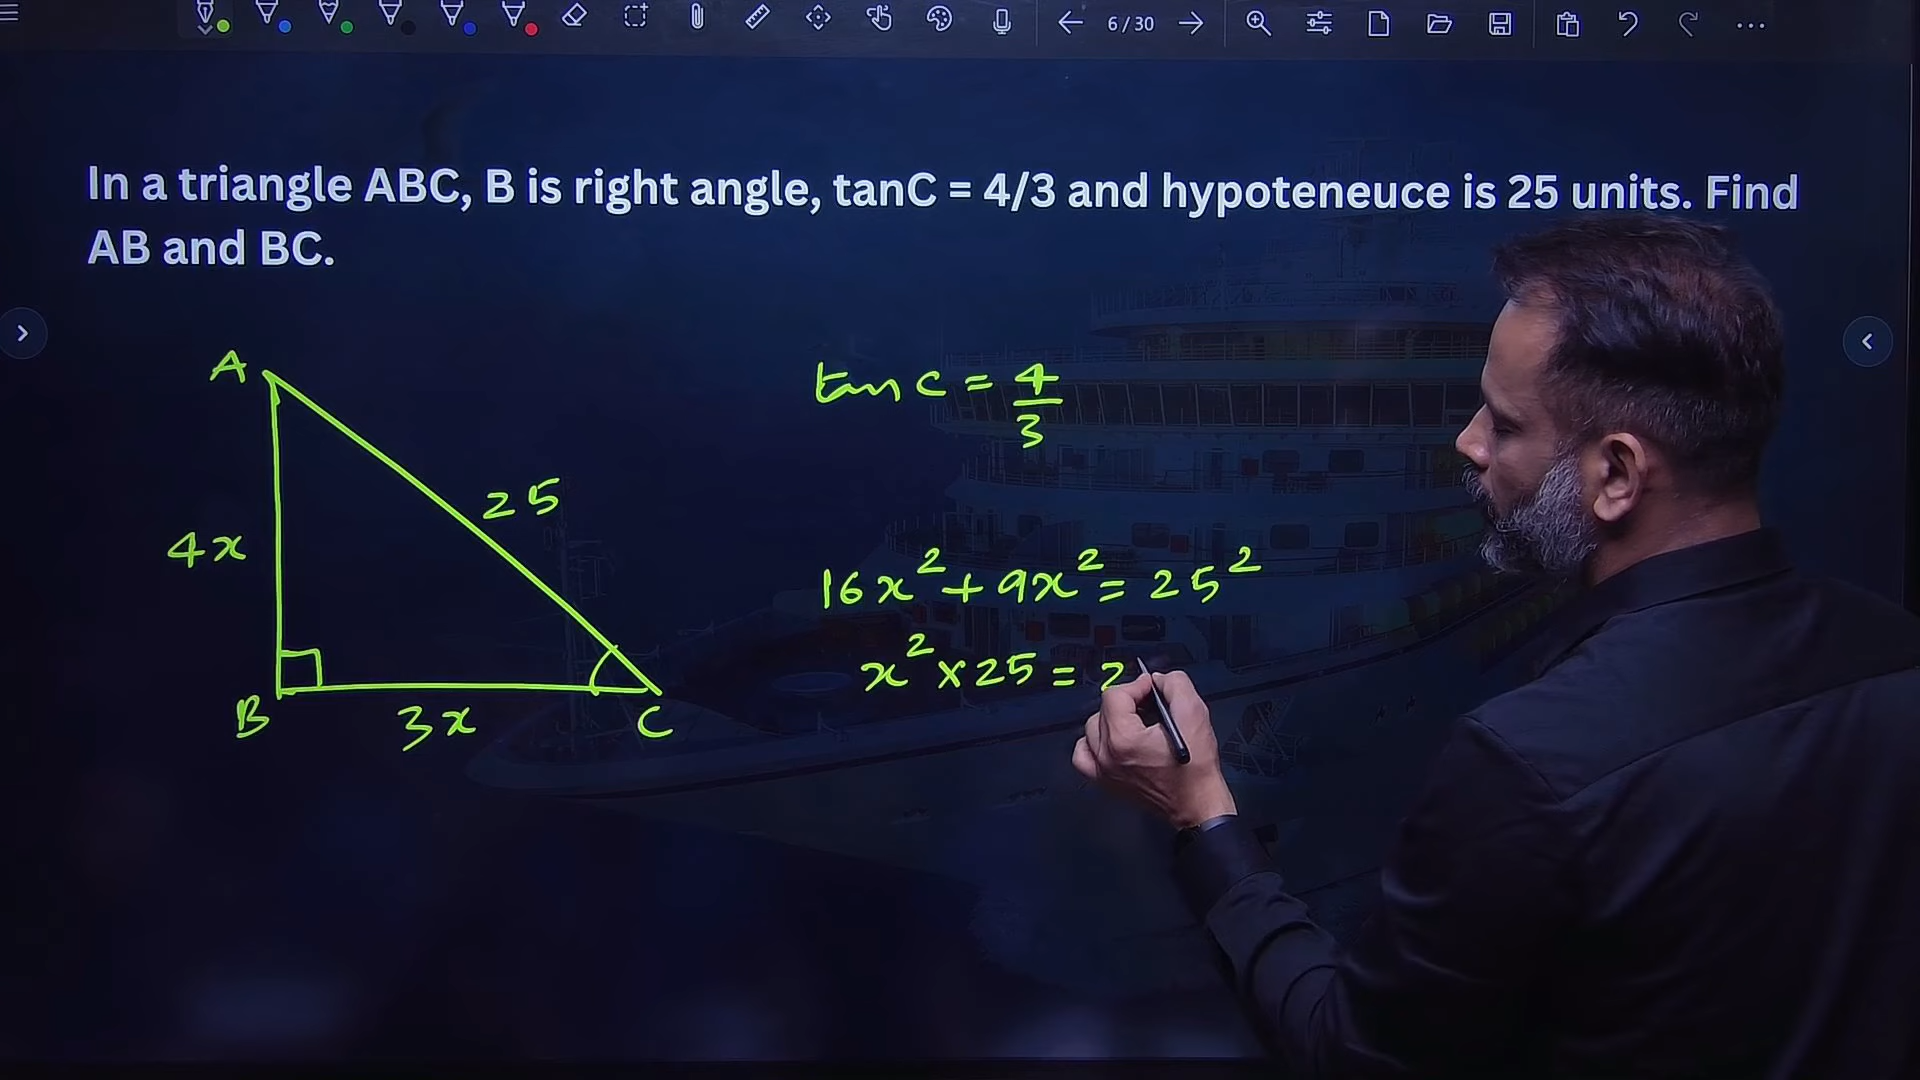 6 / 30
In a triangle ABC, B is right angle, tanC = 4/3 and hypoteneuce is 25 units. Find
AB and BC.
A
25
4x
B
3x
C
tan C = 4/3
16x² + 9x² = 25²
x² × 25 = 2